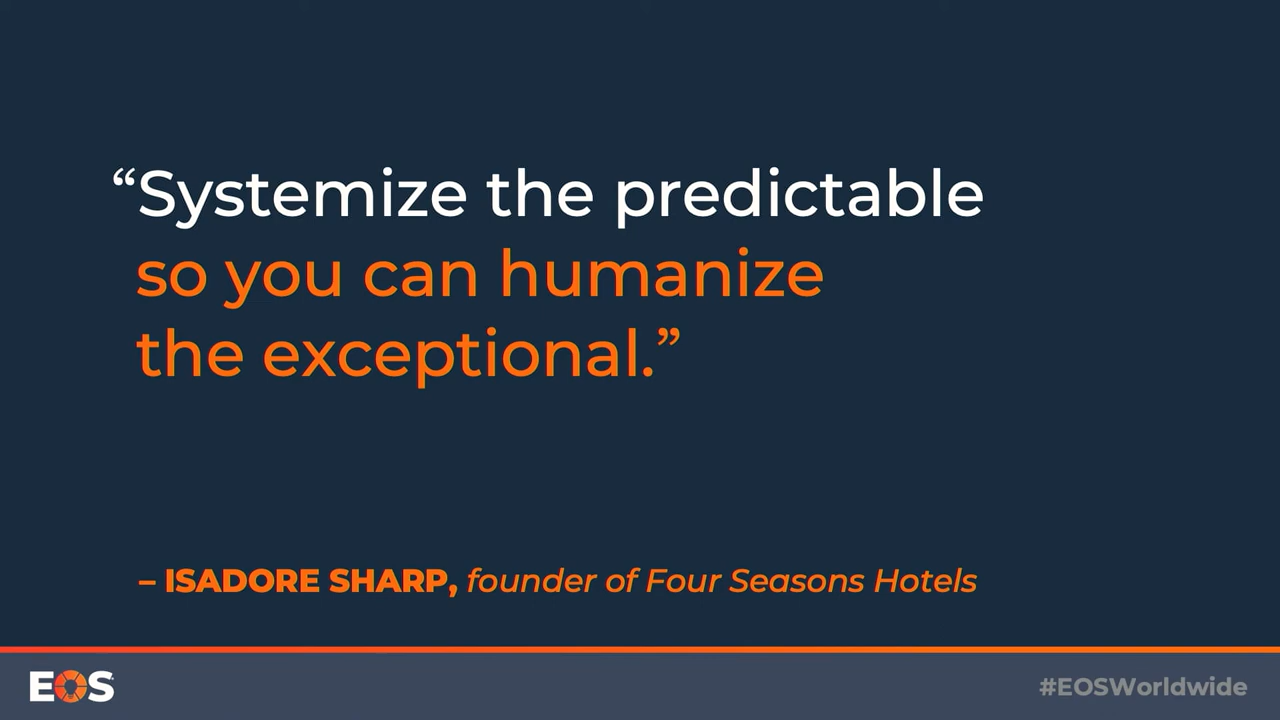 “Systemize the predictable
so you can humanize
the exceptional.”
– ISADORE SHARP, founder of Four Seasons Hotels
EOS
#EOSWorldwide